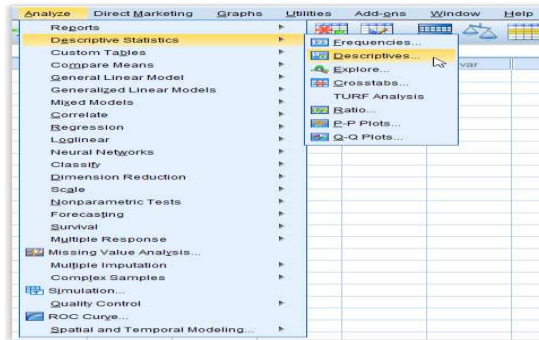 Analyze Direct Marketing Graphs Utilities Add-ons Window Help
Reports
Descriptive Statistics
Custom Tables
Compare Means
General Linear Model
Generalized Linear Models
Mixed Models
Correlate
Regression
Loglinear
Neural Networks
Classify
Dimension Reduction
Scale
Nonparametric Tests
Forecasting
Survival
Multiple Response
Missing Value Analysis...
Multiple Imputation
Complex Samples
Simulation...
Quality Control
ROC Curve...
Spatial and Temporal Modeling...
Frequencies...
Descriptives...
Explore...
Crosstabs...
TURF Analysis
Ratio...
P-P Plots...
Q-Q Plots...
var